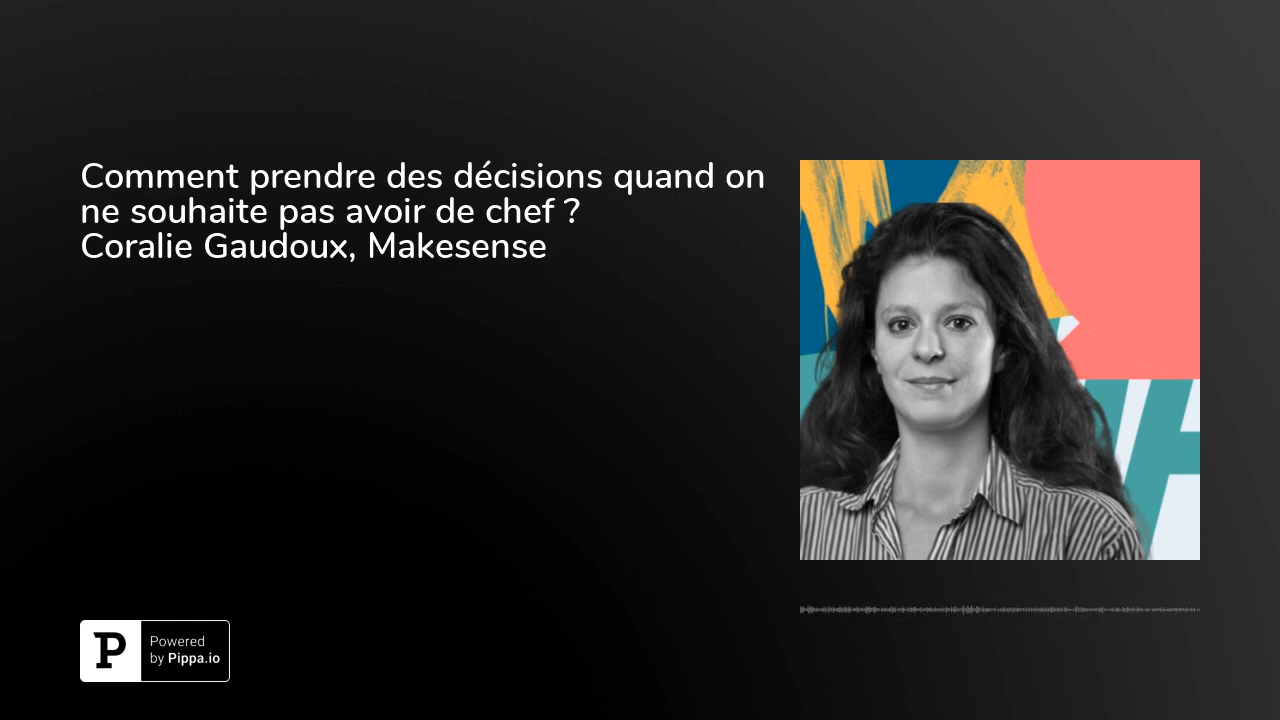 Comment prendre des décisions quand on
ne souhaite pas avoir de chef ?
Coralie Gaudoux, Makesense
P
Powered
by Pippa.io